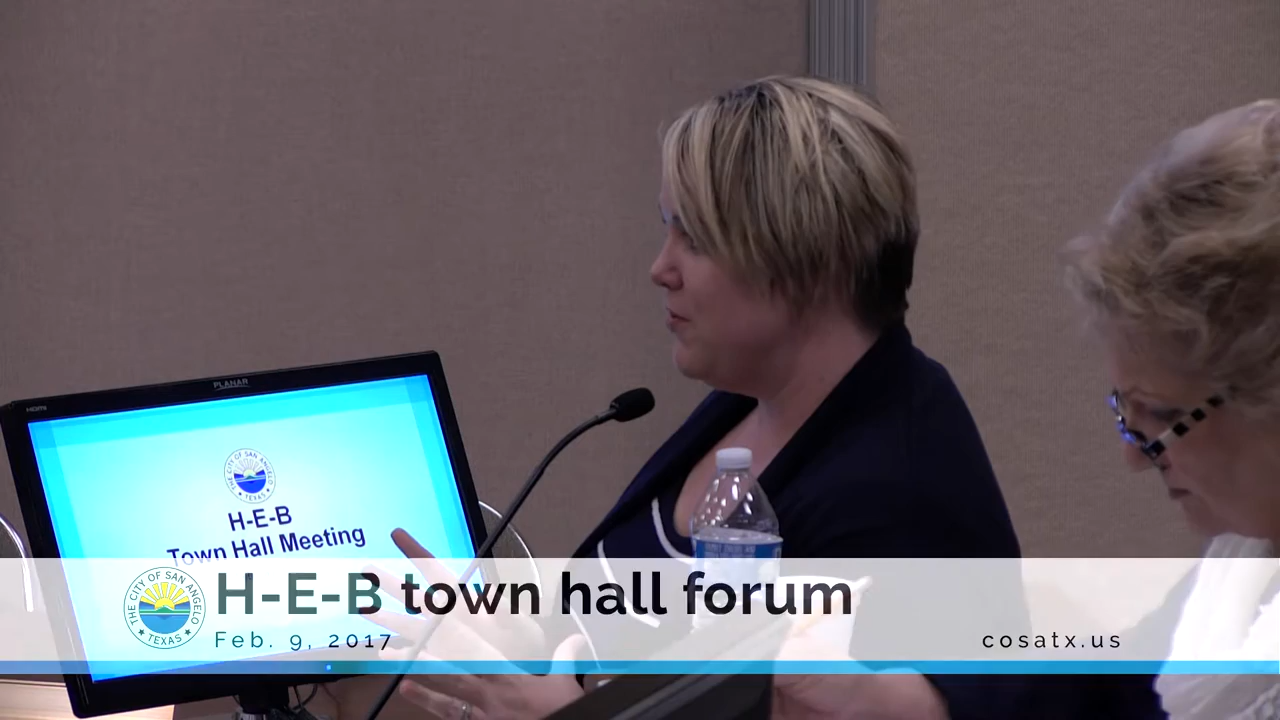 PLANAR
HDMI
THE CITY OF SAN ANGELO
TEXAS
H-E-B
Town Hall Meeting
THE CITY OF SAN ANGELO
TEXAS
H-E-B town hall forum
Feb. 9, 2017
cosatx.us